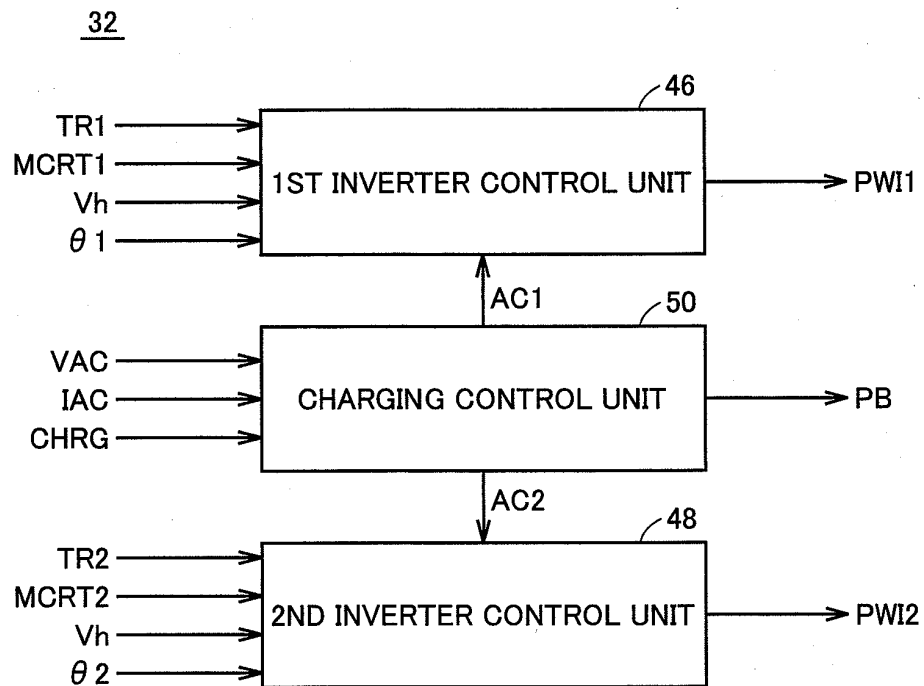 32
46
TR1
MCRT1
Vh
θ1
1ST INVERTER CONTROL UNIT
PWI1
AC1
50
VAC
IAC
CHRG
CHARGING CONTROL UNIT
PB
AC2
48
TR2
MCRT2
Vh
θ2
2ND INVERTER CONTROL UNIT
PWI2